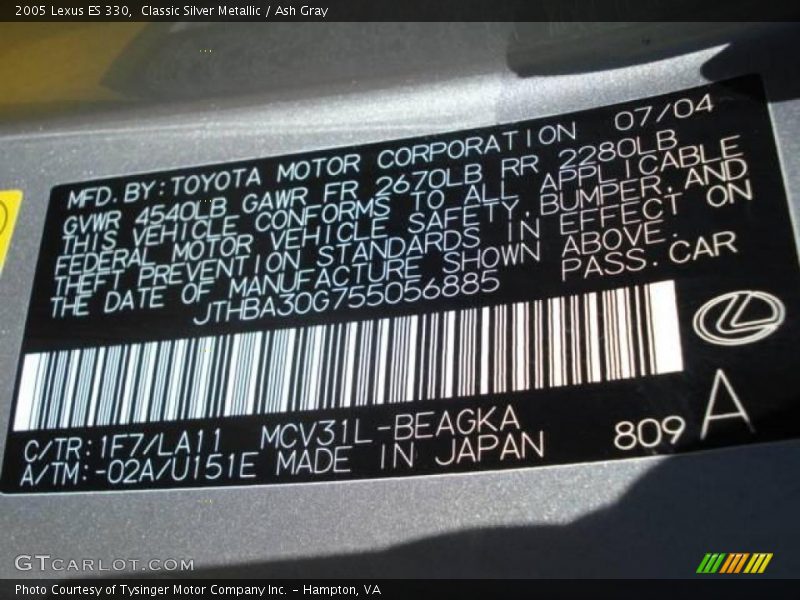 2005 Lexus ES 330,  Classic Silver Metallic / Ash Gray
MFD. BY: TOYOTA MOTOR CORPORATION 07/04
GVWR 4540LB GAWR FR 2670LB RR 2280LB
THIS VEHICLE CONFORMS TO ALL APPLICABLE
FEDERAL MOTOR VEHICLE SAFETY, BUMPER, AND
THEFT PREVENTION STANDARDS IN EFFECT ON
THE DATE OF MANUFACTURE SHOWN ABOVE.
JTHBA30G755056885 PASS. CAR
C/TR: 1F7/LA11 MCV31L-BEAGKA
A/TM: -02A/U151E MADE IN JAPAN 809 A
GTCARLOT.COM
Photo Courtesy of Tysinger Motor Company Inc. - Hampton, VA